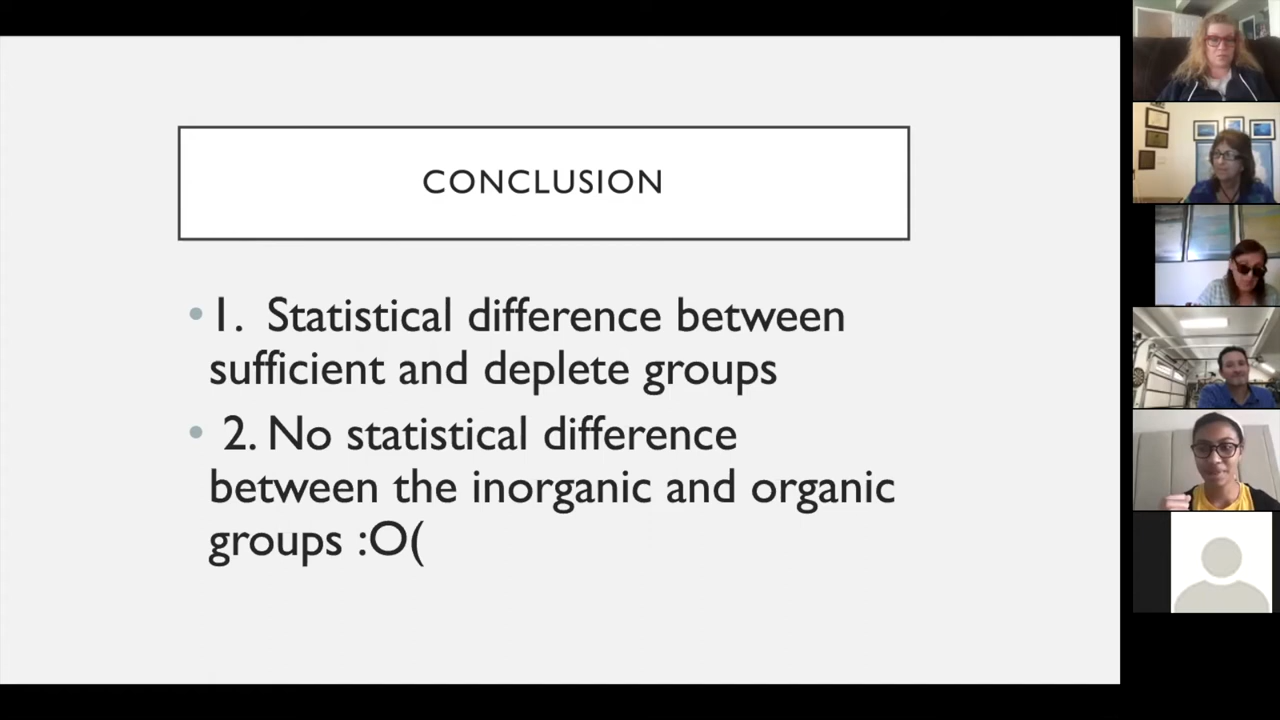 CONCLUSION
• 1. Statistical difference between
sufficient and deplete groups
• 2. No statistical difference
between the inorganic and organic
groups :O(